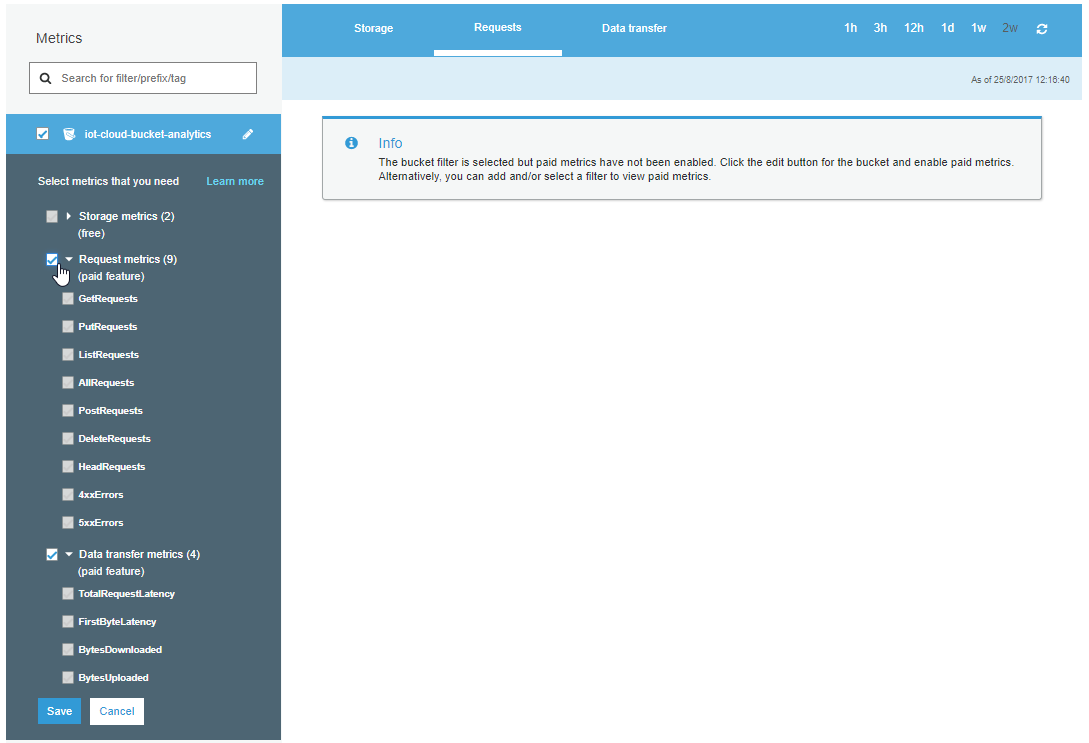 Metrics
Search for filter/prefix/tag
iot-cloud-bucket-analytics
Select metrics that you need Learn more
Storage metrics (2)
(free)
Request metrics (9)
(paid feature)
GetRequests
PutRequests
ListRequests
AllRequests
PostRequests
DeleteRequests
HeadRequests
4xxErrors
5xxErrors
Data transfer metrics (4)
(paid feature)
TotalRequestLatency
FirstByteLatency
BytesDownloaded
BytesUploaded
Save Cancel
Storage Requests Data transfer 1h 3h 12h 1d 1w 2w
As of 25/8/2017 12:16:40
Info
The bucket filter is selected but paid metrics have not been enabled. Click the edit button for the bucket and enable paid metrics.
Alternatively, you can add and/or select a filter to view paid metrics.